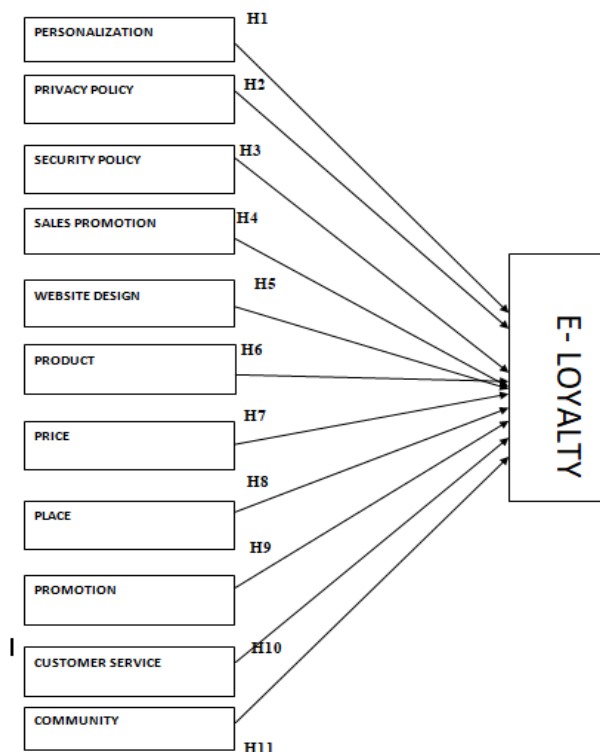 H1
PERSONALIZATION
H2
PRIVACY POLICY
H3
SECURITY POLICY
H4
SALES PROMOTION
H5
WEBSITE DESIGN
H6
PRODUCT
H7
PRICE
H8
PLACE
H9
PROMOTION
H10
CUSTOMER SERVICE
COMMUNITY
H11
E- LOYALTY